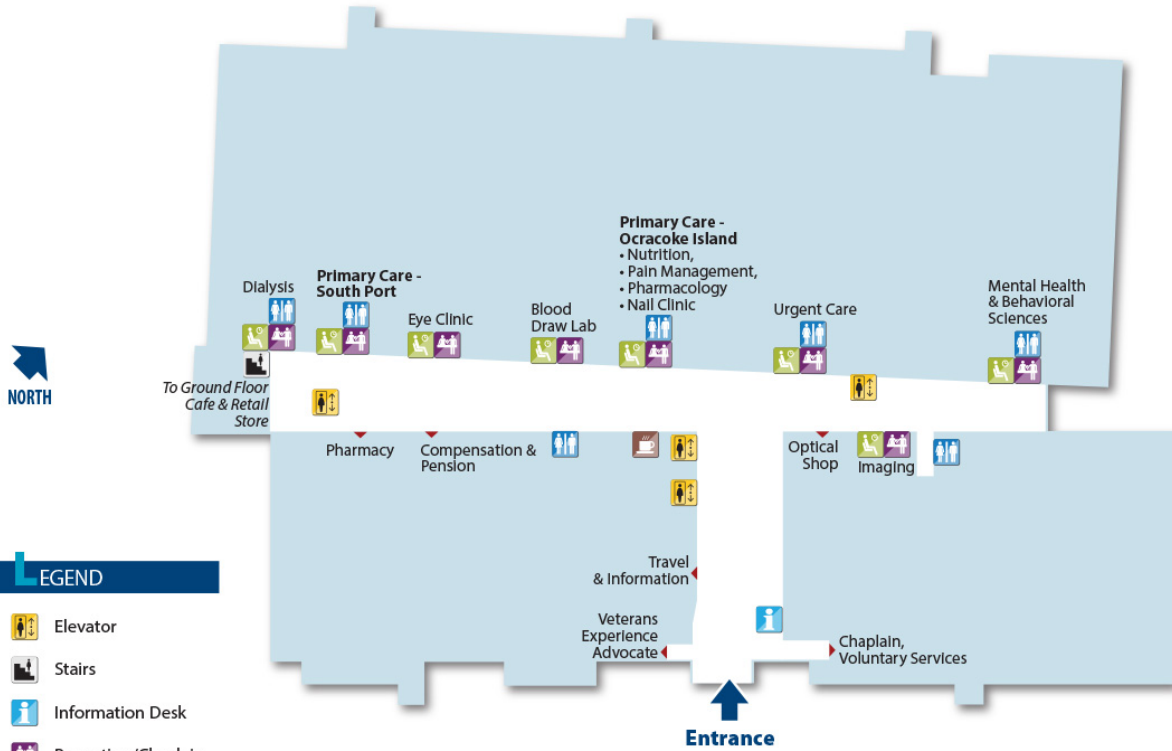 Primary Care -
Ocracoke Island
• Nutrition,
• Pain Management,
• Pharmacology
• Nail Clinic
Dialysis
Primary Care -
South Port
Eye Clinic
Blood
Draw Lab
Urgent Care
Mental Health
& Behavioral
Sciences
NORTH
To Ground Floor
Cafe & Retail
Store
Pharmacy
Compensation &
Pension
Optical
Shop
Imaging
Travel
& Information
Veterans
Experience
Advocate
Chaplain,
Voluntary Services
Entrance
LEGEND
Elevator
Stairs
Information Desk